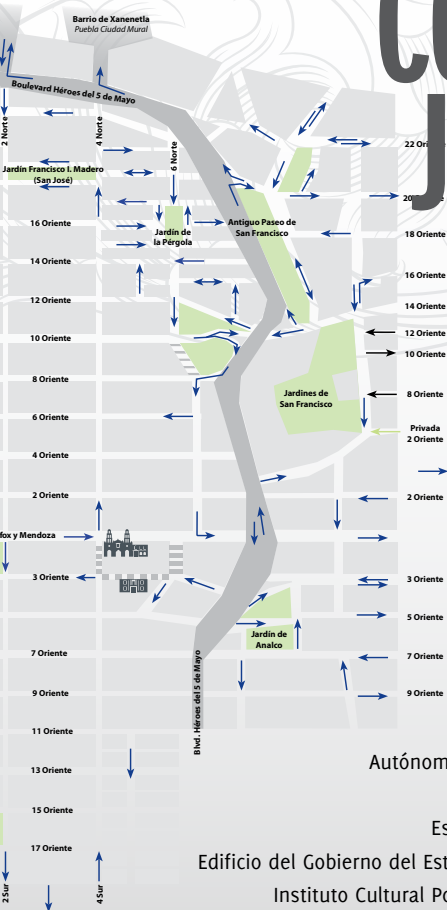 Barrio de Xanenetla
Puebla Ciudad Mural
Boulevard Héroes del 5 de Mayo
2 Norte
4 Norte
6 Norte
22
Jardín Francisco I. Madero
(San José)
20
16 Oriente
Jardín de
la Pérgola
Antiguo Paseo de
San Francisco
18 Oriente
14 Oriente
16 Oriente
12 Oriente
14 Oriente
10 Oriente
12 Oriente
10 Oriente
8 Oriente
Jardines de
San Francisco
8 Oriente
6 Oriente
Privada
2 Oriente
4 Oriente
2 Oriente
2 Oriente
fox y Mendoza
3 Oriente
3 Oriente
5 Oriente
Jardín de
Analco
7 Oriente
7 Oriente
Blvd. Héroes del 5 de Mayo
9 Oriente
9 Oriente
11 Oriente
13 Oriente
Autónom
15 Oriente
Es
17 Oriente
Edificio del Gobierno del Est
2 Sur
4 Sur
Instituto Cultural Po